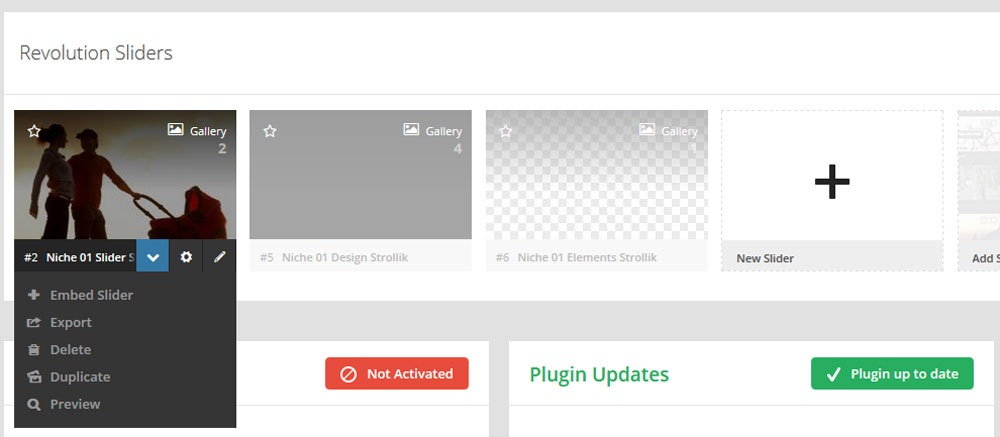 Revolution Sliders
Gallery
2
Gallery
4
Gallery
1
#2 Niche 01 Slider S
#5 Niche 01 Design Strollik
#6 Niche 01 Elements Strollik
New Slider
Add S
Embed Slider
Export
Delete
Duplicate
Preview
Not Activated
Plugin Updates
Plugin up to date